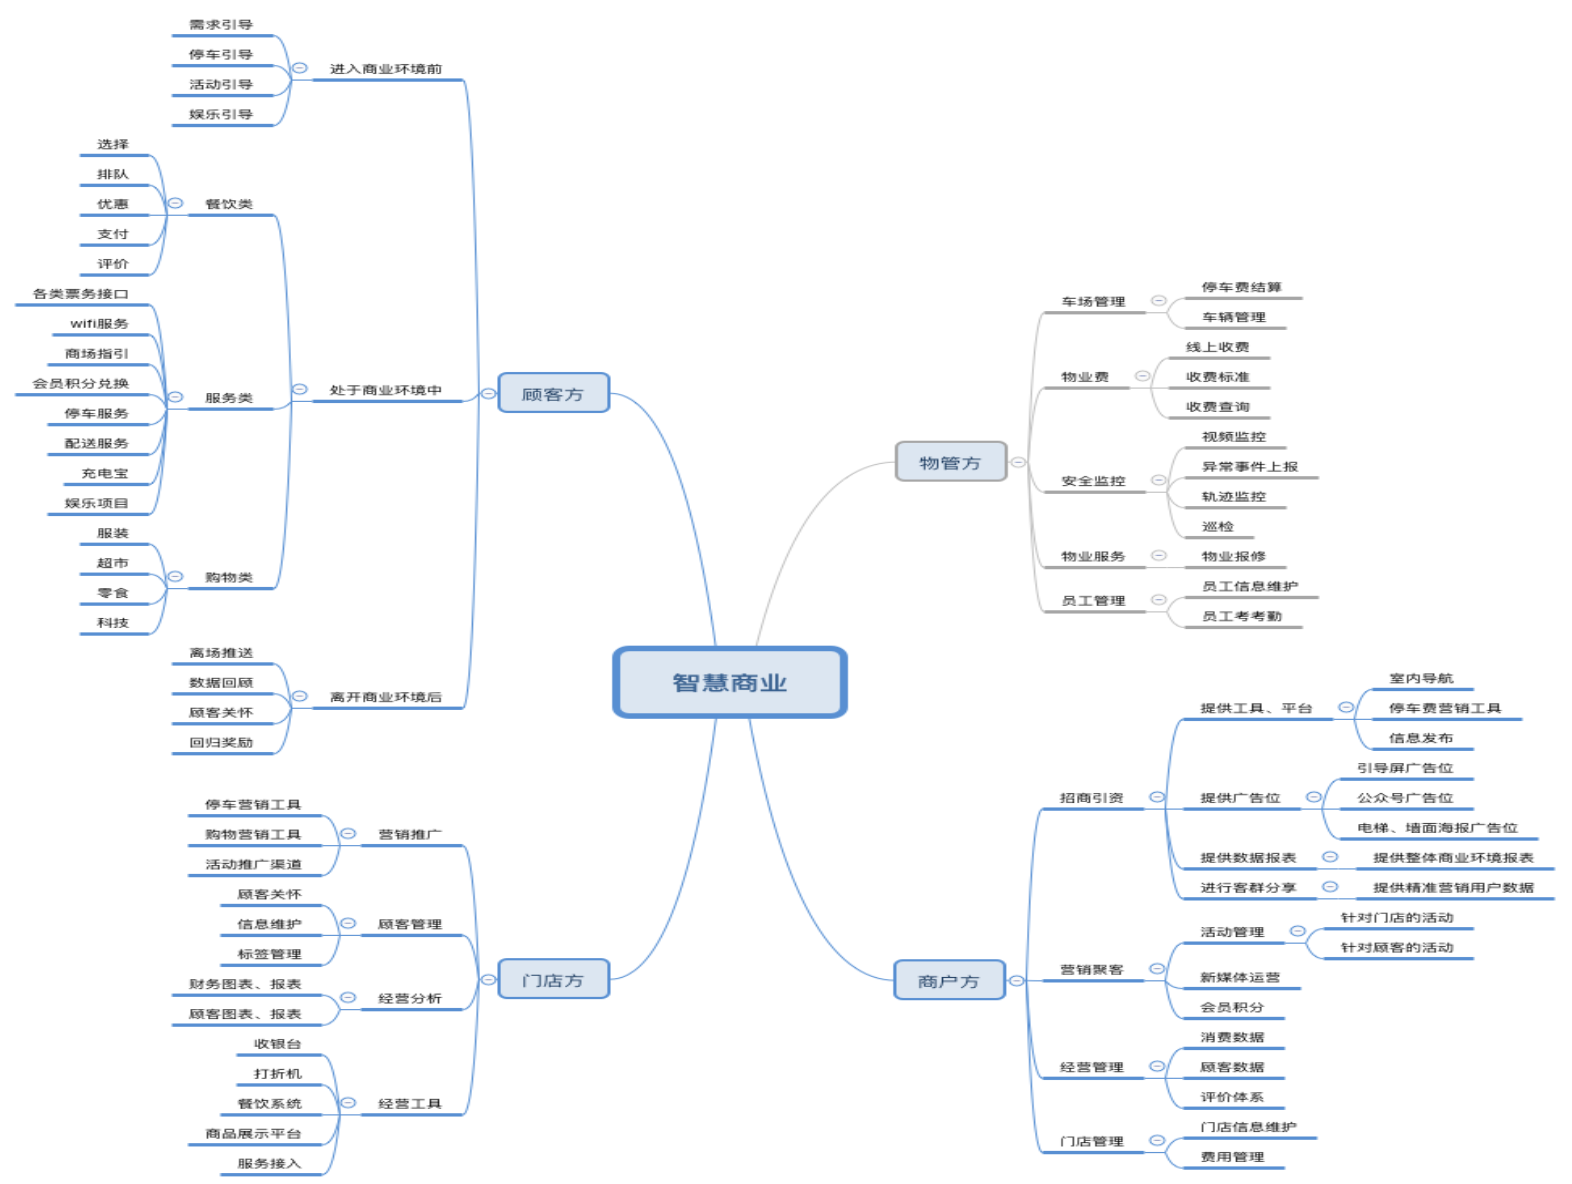 智慧商业
顾客方
进入商业环境前
需求引导
停车引导
活动引导
娱乐引导
处于商业环境中
餐饮类
选择
排队
优惠
支付
评价
服务类
各类票务接口
wifi服务
商场指引
会员积分兑换
停车服务
配送服务
充电宝
娱乐项目
购物类
服装
超市
零食
科技
离开商业环境后
离场推送
数据回顾
顾客关怀
回归奖励
门店方
营销推广
停车营销工具
购物营销工具
活动推广渠道
顾客管理
顾客关怀
信息维护
标签管理
经营分析
财务图表、报表
顾客图表、报表
经营工具
收银台
打折机
餐饮系统
商品展示平台
服务接入
物管方
车场管理
停车费结算
车辆管理
物业费
线上收费
收费标准
收费查询
安全监控
视频监控
异常事件上报
轨迹监控
巡检
物业服务
物业报修
员工管理
员工信息维护
员工考考勤
商户方
招商引资
提供工具、平台
室内导航
停车费营销工具
信息发布
提供广告位
引导屏广告位
公众号广告位
电梯、墙面海报广告位
提供数据报表
提供整体商业环境报表
进行客群分享
提供精准营销用户数据
营销聚客
活动管理
针对门店的活动
针对顾客的活动
新媒体运营
会员积分
经营管理
消费数据
顾客数据
评价体系
门店管理
门店信息维护
费用管理